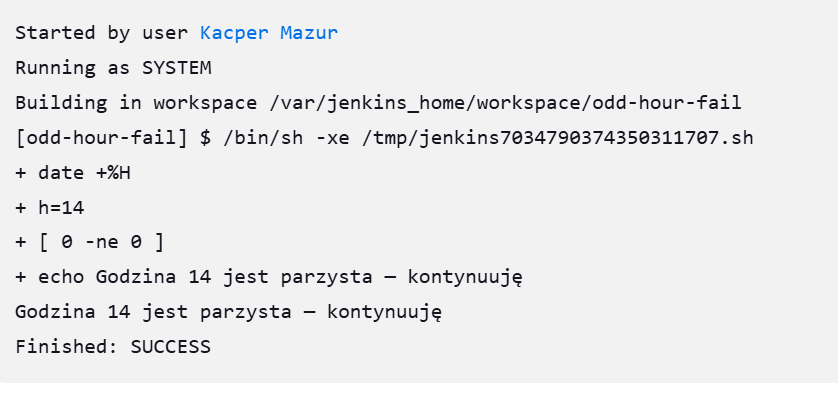 Started by user Kacper Mazur
Running as SYSTEM
Building in workspace /var/jenkins_home/workspace/odd-hour-fail
[odd-hour-fail] $ /bin/sh -xe /tmp/jenkins7034790374350311707.sh
+ date +%H
+ h=14
+ [ 0 -ne 0 ]
+ echo Godzina 14 jest parzysta — kontynuuję
Godzina 14 jest parzysta — kontynuuję
Finished: SUCCESS